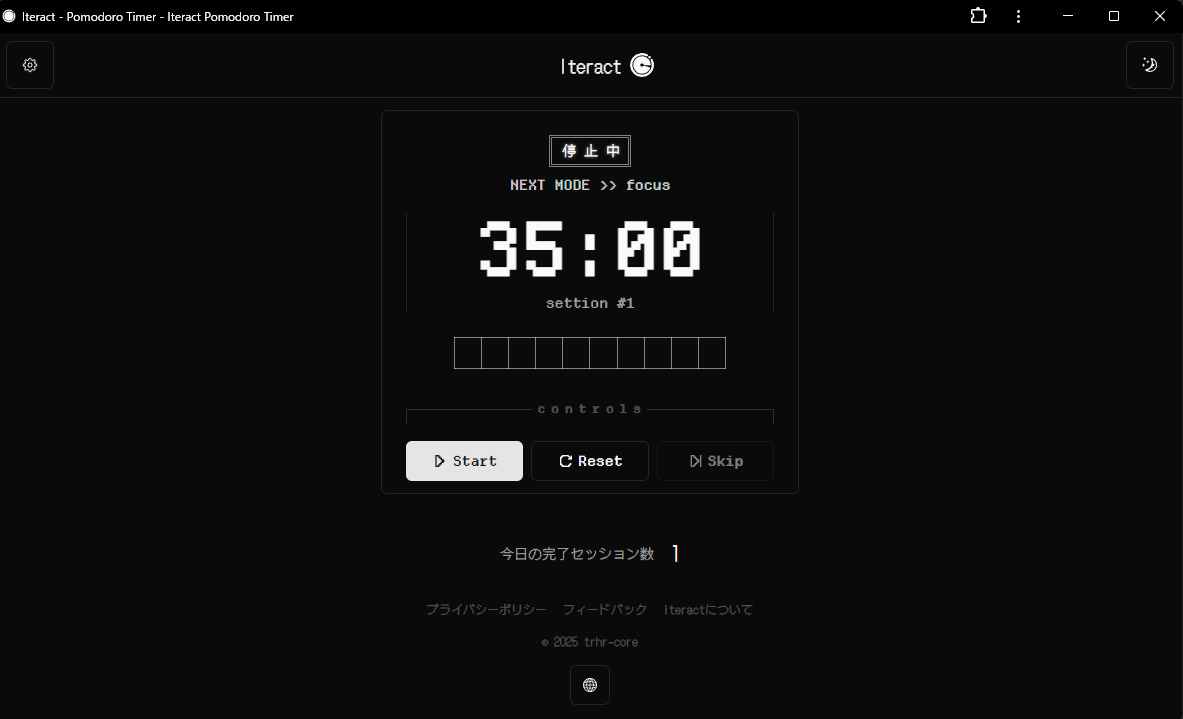 Iteract - Pomodoro Timer - Iteract Pomodoro Timer
Iteract
停止中
NEXT MODE >> focus
35:00
settion #1
controls
Start Reset Skip
今日の完了セッション数 1
プライバシーポリシー フィードバック iteractについて
© 2025 trhr-core